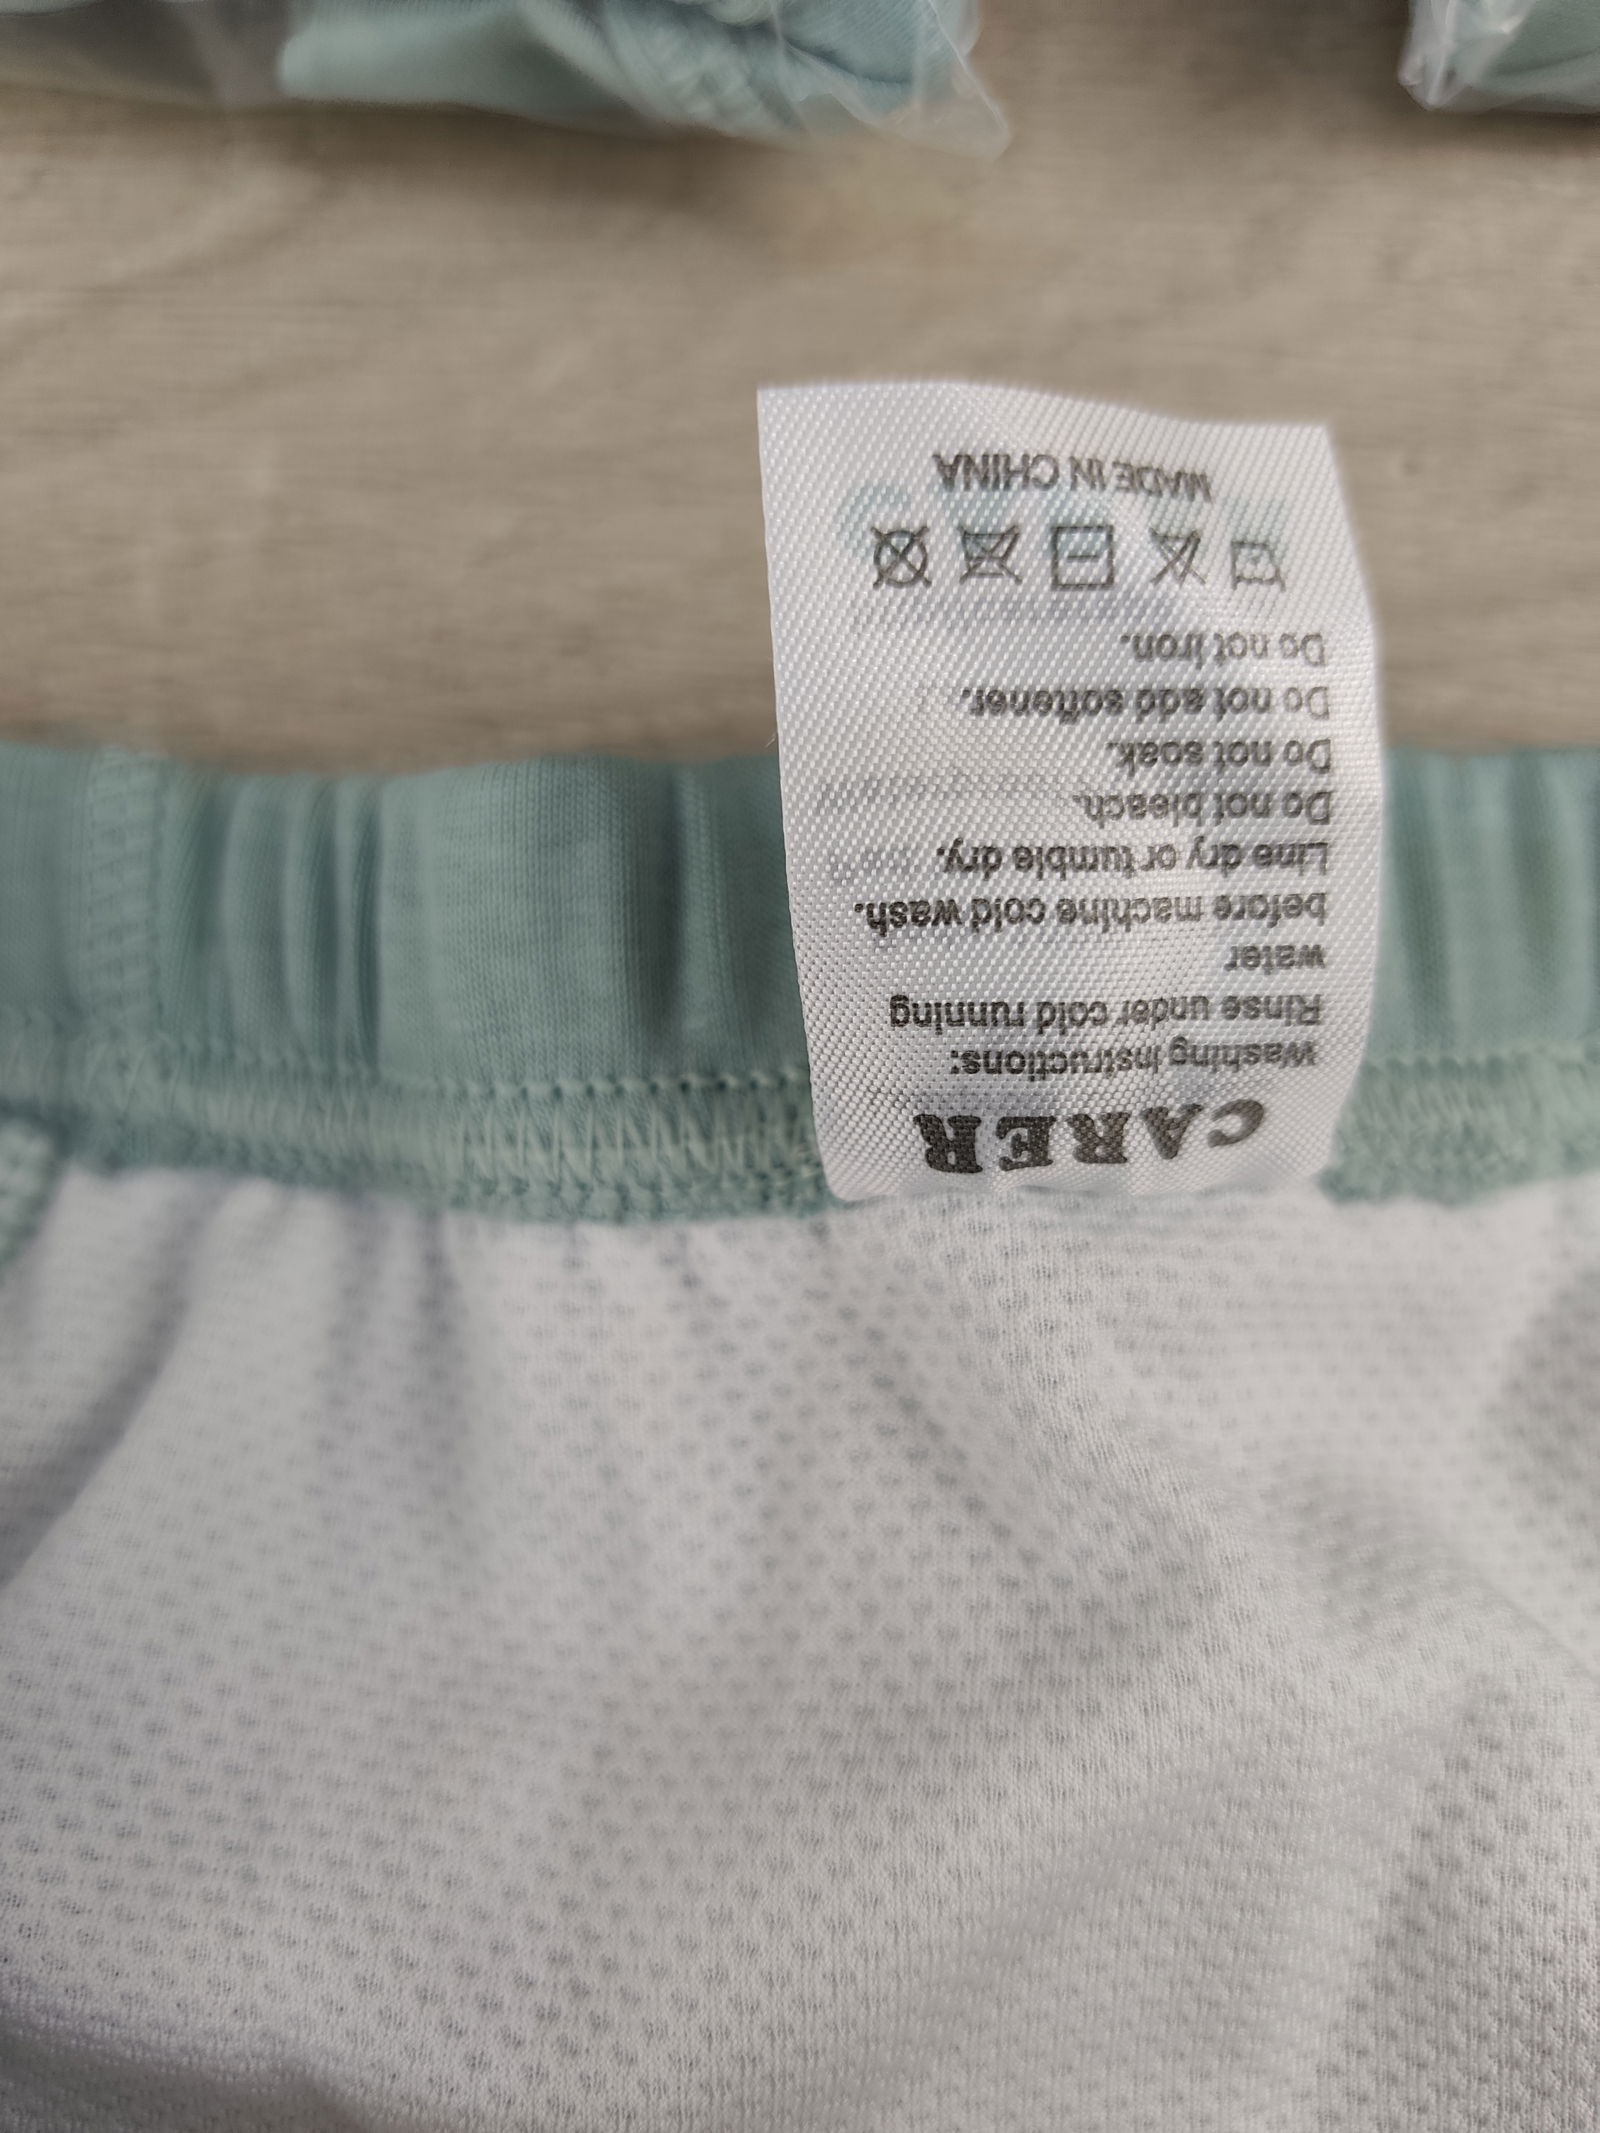 CARER
Washing instructions:
Rinse under cold running
water
before machine cold wash.
Line dry or tumble dry.
Do not bleach.
Do not soak.
Do not add softener.
Do not iron.
MADE IN CHINA